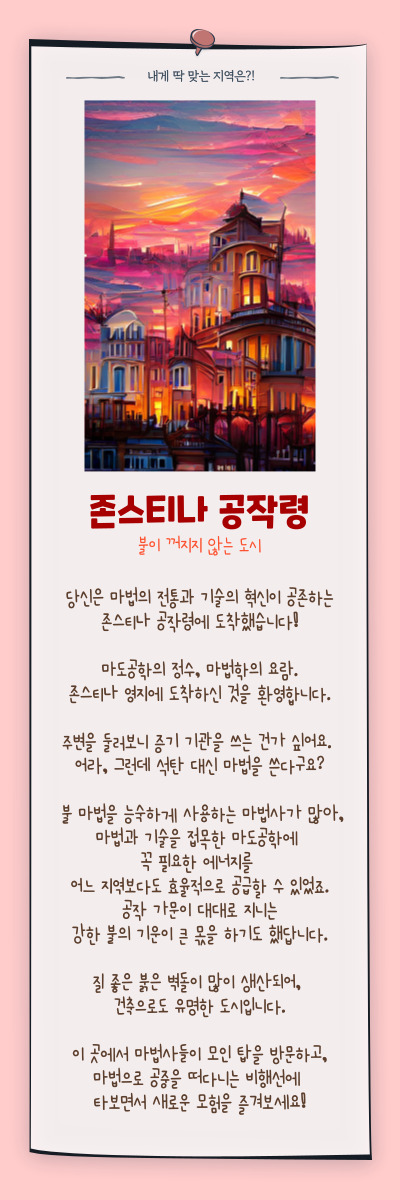 내게 딱 맞는 지역은?!
존스티나 공작령
불이 꺼지지 않는 도시
당신은 마법의 전통과 기술의 혁신이 공존하는
존스티나 공작령에 도착했습니다!
마도공학의 정수, 마법학의 요람.
존스티나 영지에 도착하신 것을 환영합니다.
주변을 둘러보니 증기 기관을 쓰는 건가 싶어요.
어라, 그런데 석탄 대신 마법을 쓴다구요?
불 마법을 능숙하게 사용하는 마법사가 많아,
마법과 기술을 접목한 마도공학에
꼭 필요한 에너지를
어느 지역보다도 효율적으로 공급할 수 있었죠.
공작 가문이 대대로 지니는
강한 불의 기운이 큰 몫을 하기도 했답니다.
질 좋은 붉은 벽돌이 많이 생산되어,
건축으로도 유명한 도시입니다.
이 곳에서 마법사들이 모인 탑을 방문하고,
마법으로 공중을 떠다니는 비행선에
타보면서 새로운 모험을 즐겨보세요!